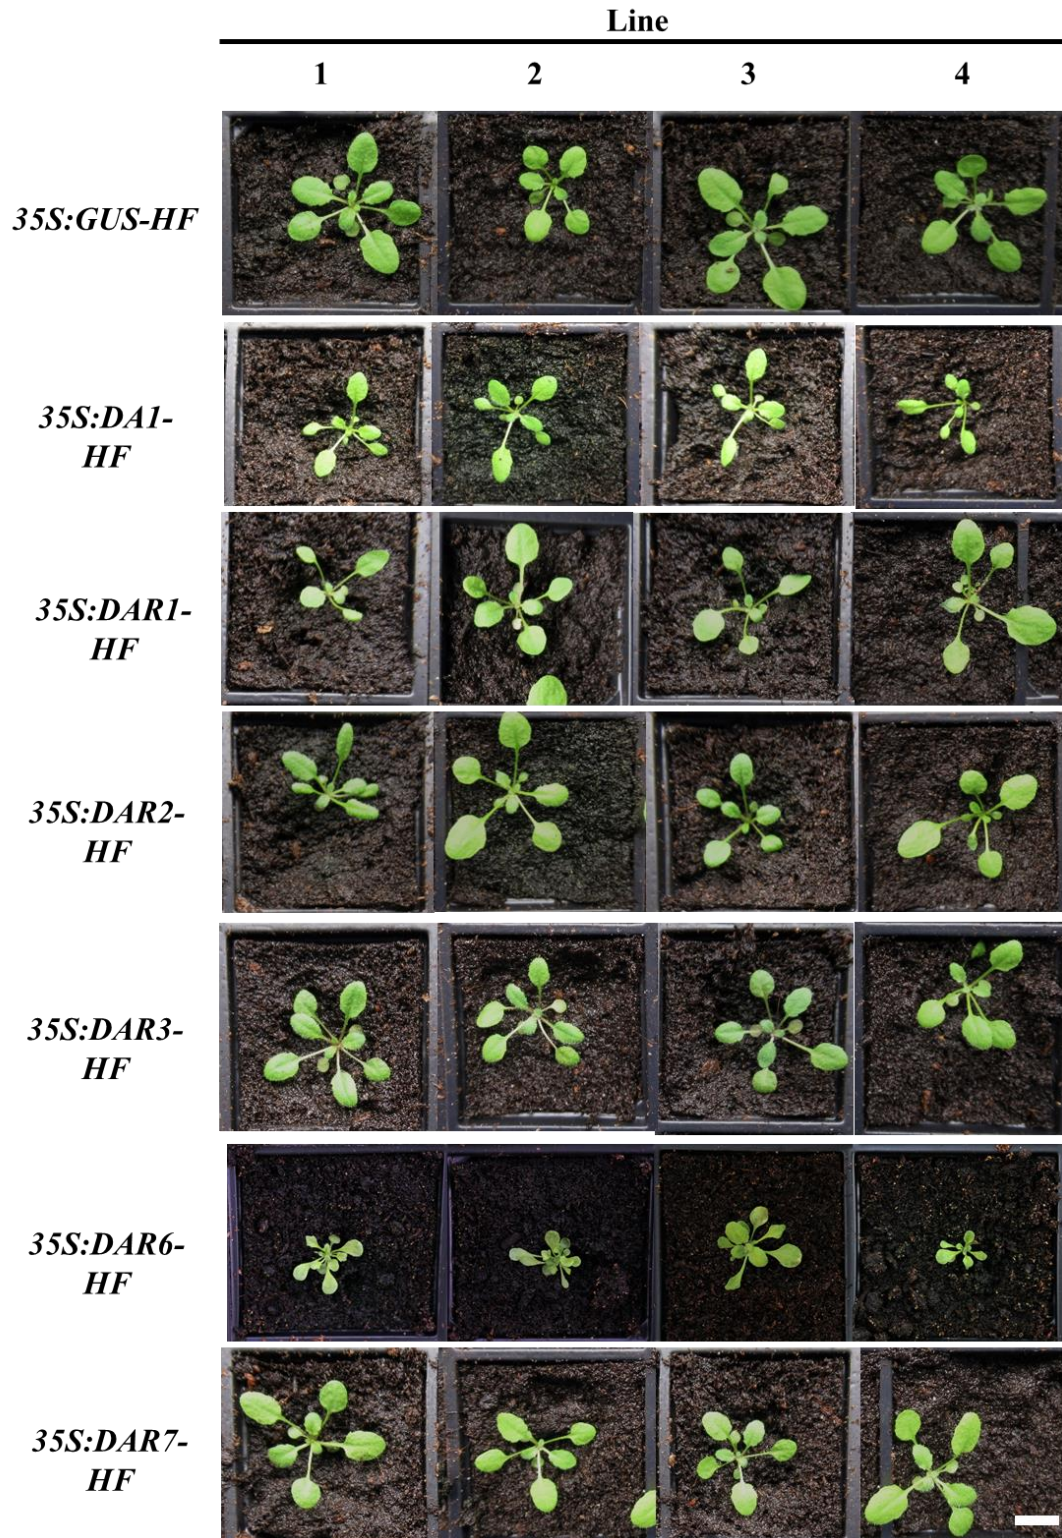 Line
1 2 3 4
35S:GUS-HF
35S:DA1-
HF
35S:DAR1-
HF
35S:DAR2-
HF
35S:DAR3-
HF
35S:DAR6-
HF
35S:DAR7-
HF